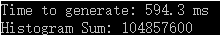 Time to generate: 594.3 ms
Histogram Sum: 104857600